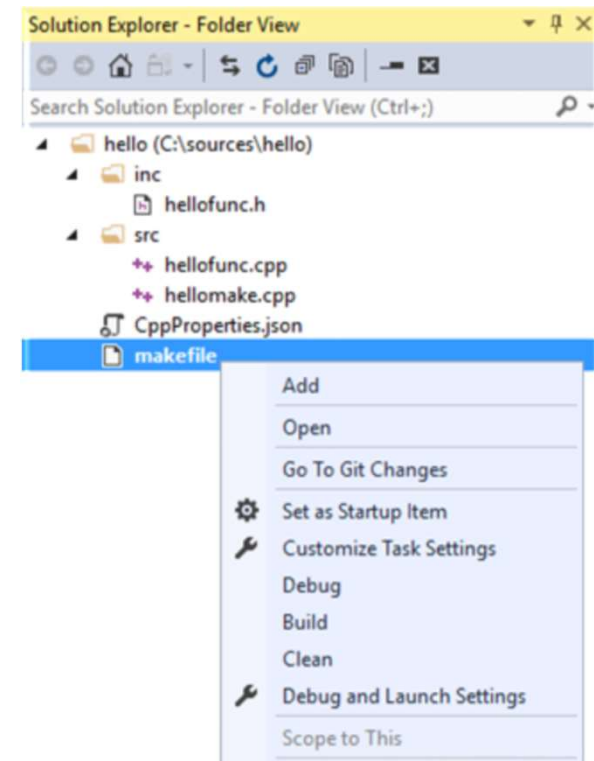 Solution Explorer - Folder View
Search Solution Explorer - Folder View (Ctrl+;)
hello (C:\sources\hello)
inc
hellofunc.h
src
hellofunc.cpp
hellomake.cpp
CppProperties.json
makefile
Add
Open
Go To Git Changes
Set as Startup Item
Customize Task Settings
Debug
Build
Clean
Debug and Launch Settings
Scope to This